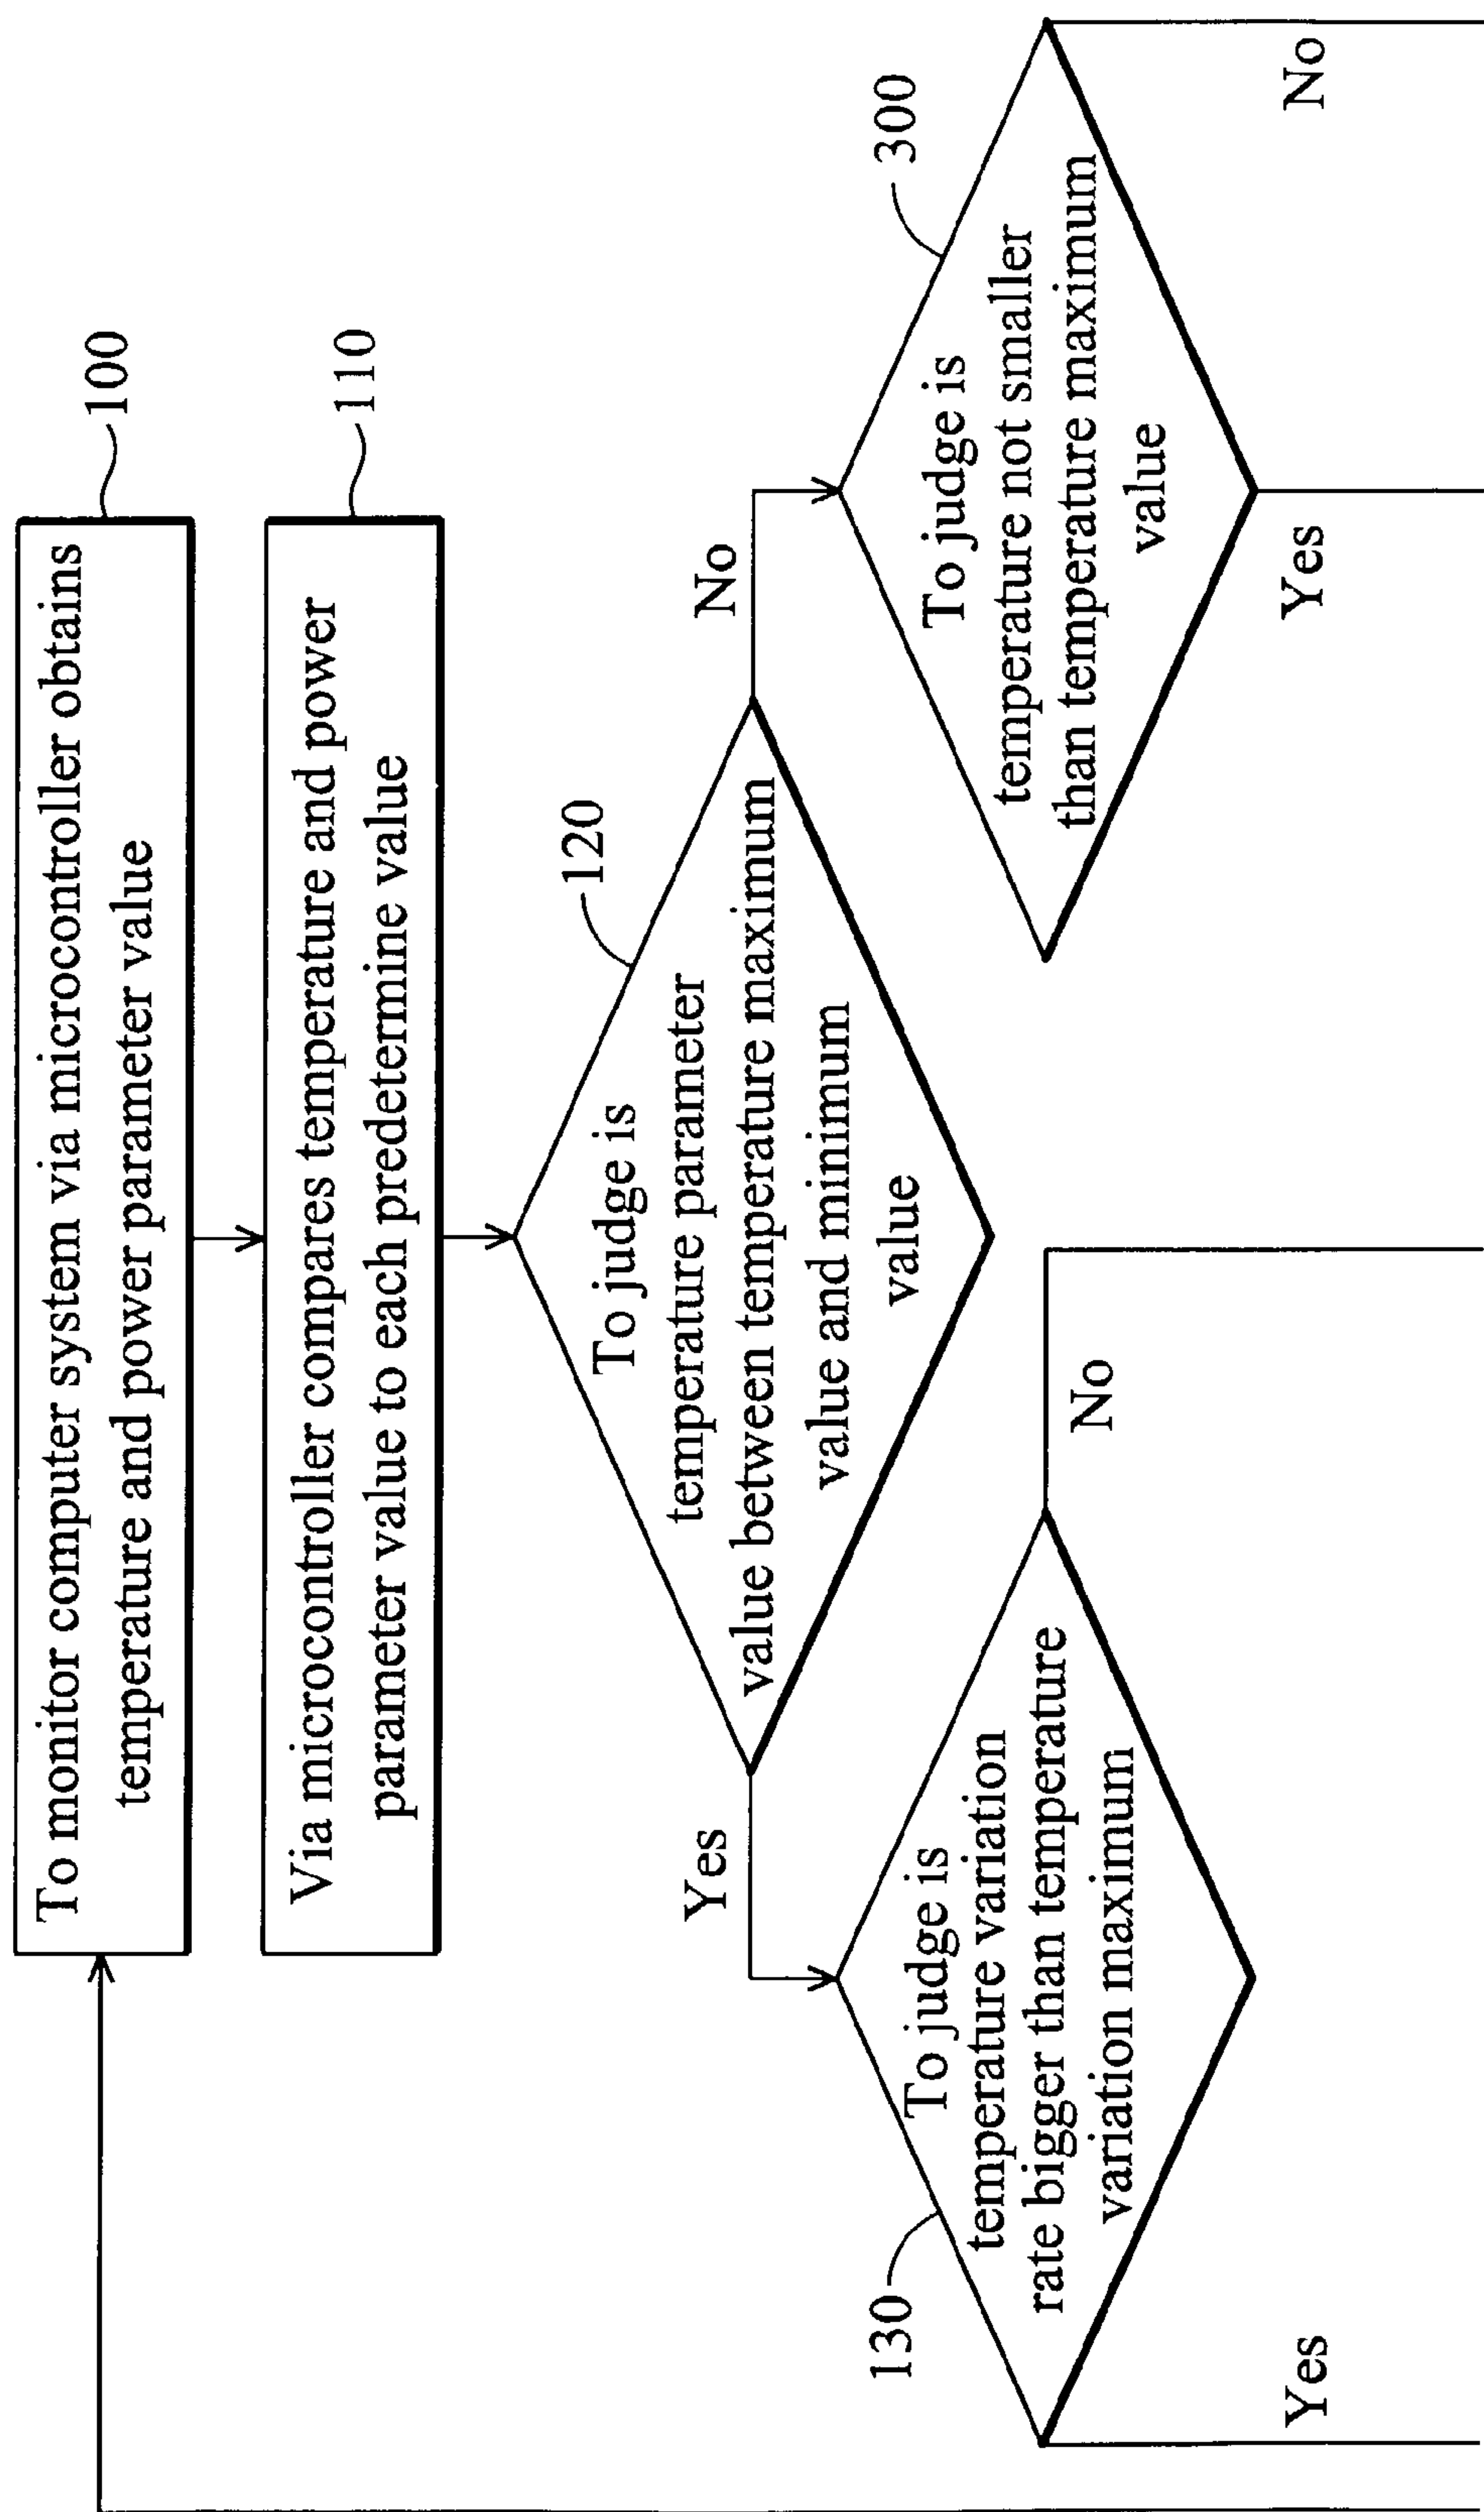 To monitor computer system via microcontroller obtains
temperature and power parameter value
100
Via microcontroller compares temperature and power
parameter value to each predetermine value
110
To judge is
temperature parameter
value between temperature maximum
value and minimum
value
120
Yes
No
130
To judge is
temperature variation
rate bigger than temperature
variation maximum
Yes
No
To judge is
temperature not smaller
than temperature maximum
value
300
Yes
No